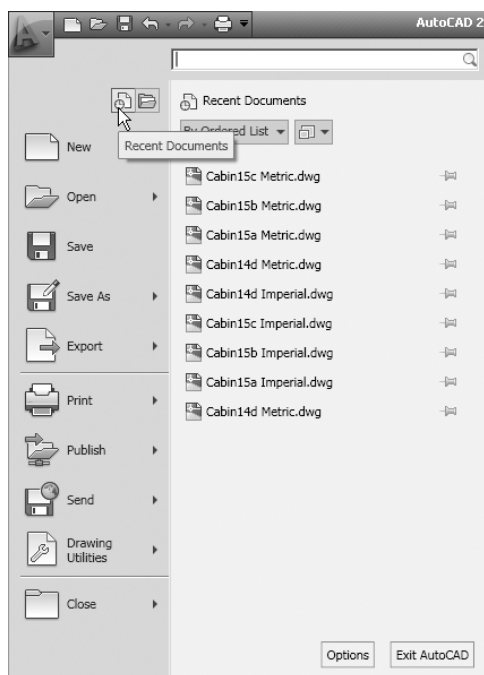 AutoCAD 2
Recent Documents
By Ordered List
Recent Documents
New
Open
Save
Save As
Export
Print
Publish
Send
Drawing
Utilities
Close
Cabin15c Metric.dwg
Cabin15b Metric.dwg
Cabin15a Metric.dwg
Cabin14d Metric.dwg
Cabin14d Imperial.dwg
Cabin15c Imperial.dwg
Cabin15b Imperial.dwg
Cabin15a Imperial.dwg
Cabin14d Metric.dwg
Options
Exit AutoCAD